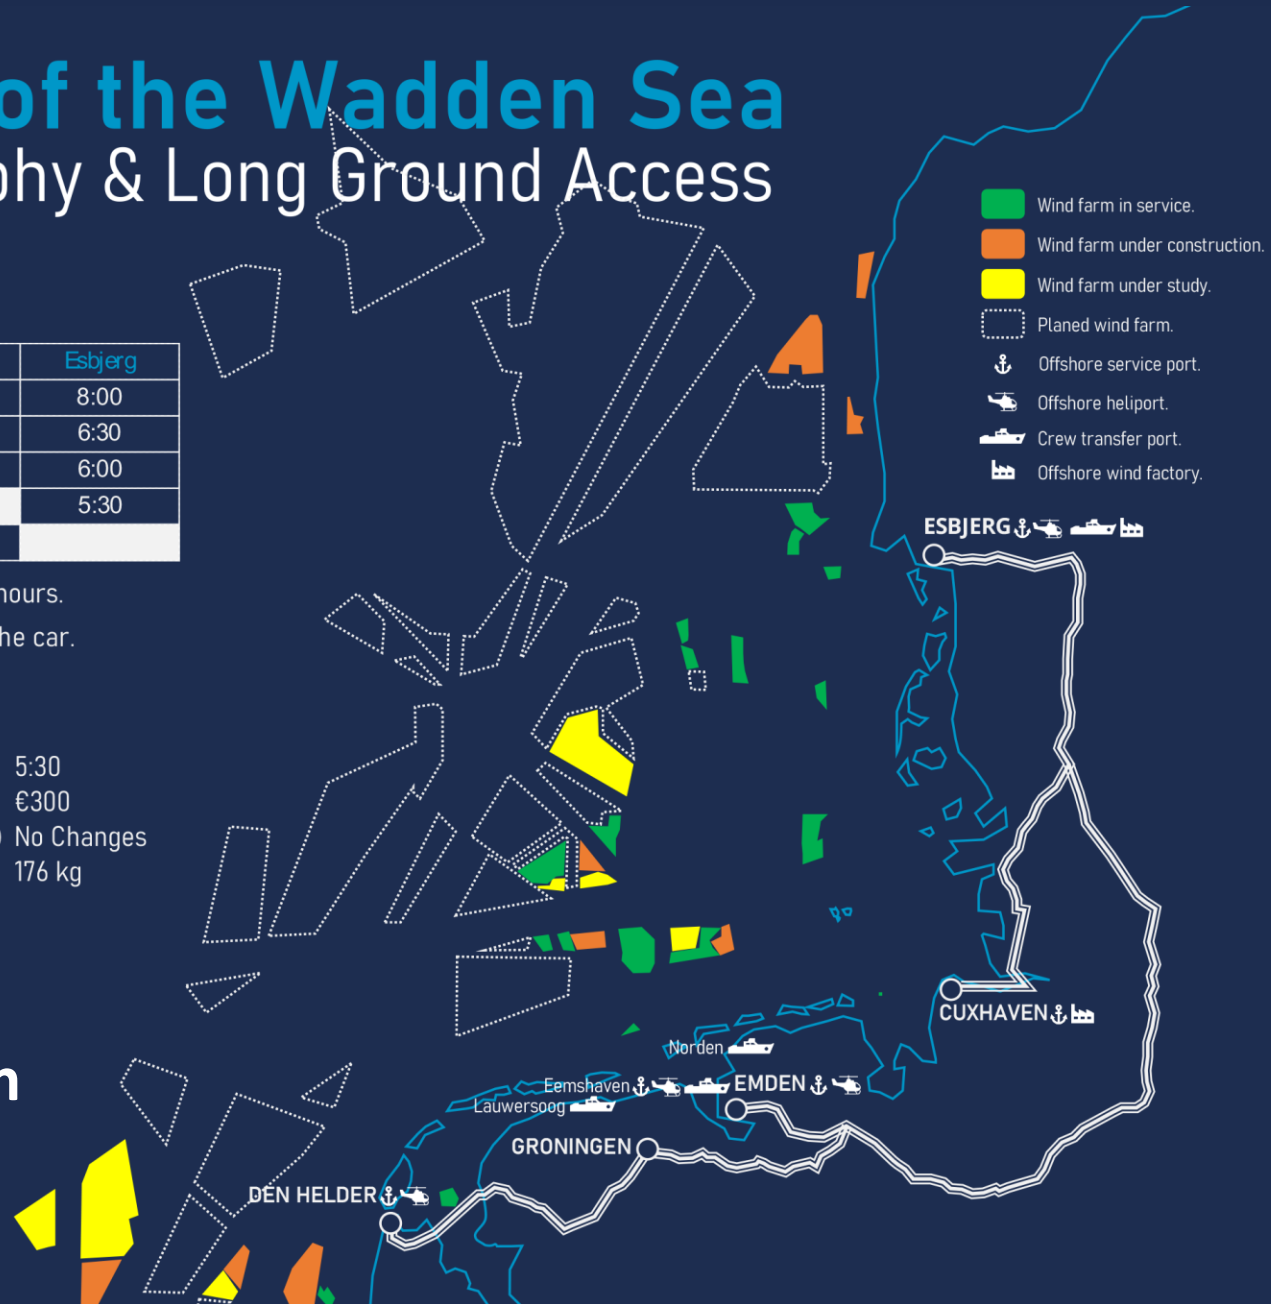 of the Wadden Sea
phy & Long Ground Access
Wind farm in service.
Wind farm under construction.
Wind farm under study.
Planed wind farm.
Offshore service port.
Offshore heliport.
Crew transfer port.
Offshore wind factory.
Esbjerg
8:00
6:30
6:00
5:30
hours.
he car.
5:30
€300
) No Changes
176 kg
n
ESBJERG
CUXHAVEN
Norden
Eemshaven
EMDEN
Lauwersoog
GRONINGEN
DEN HELDER